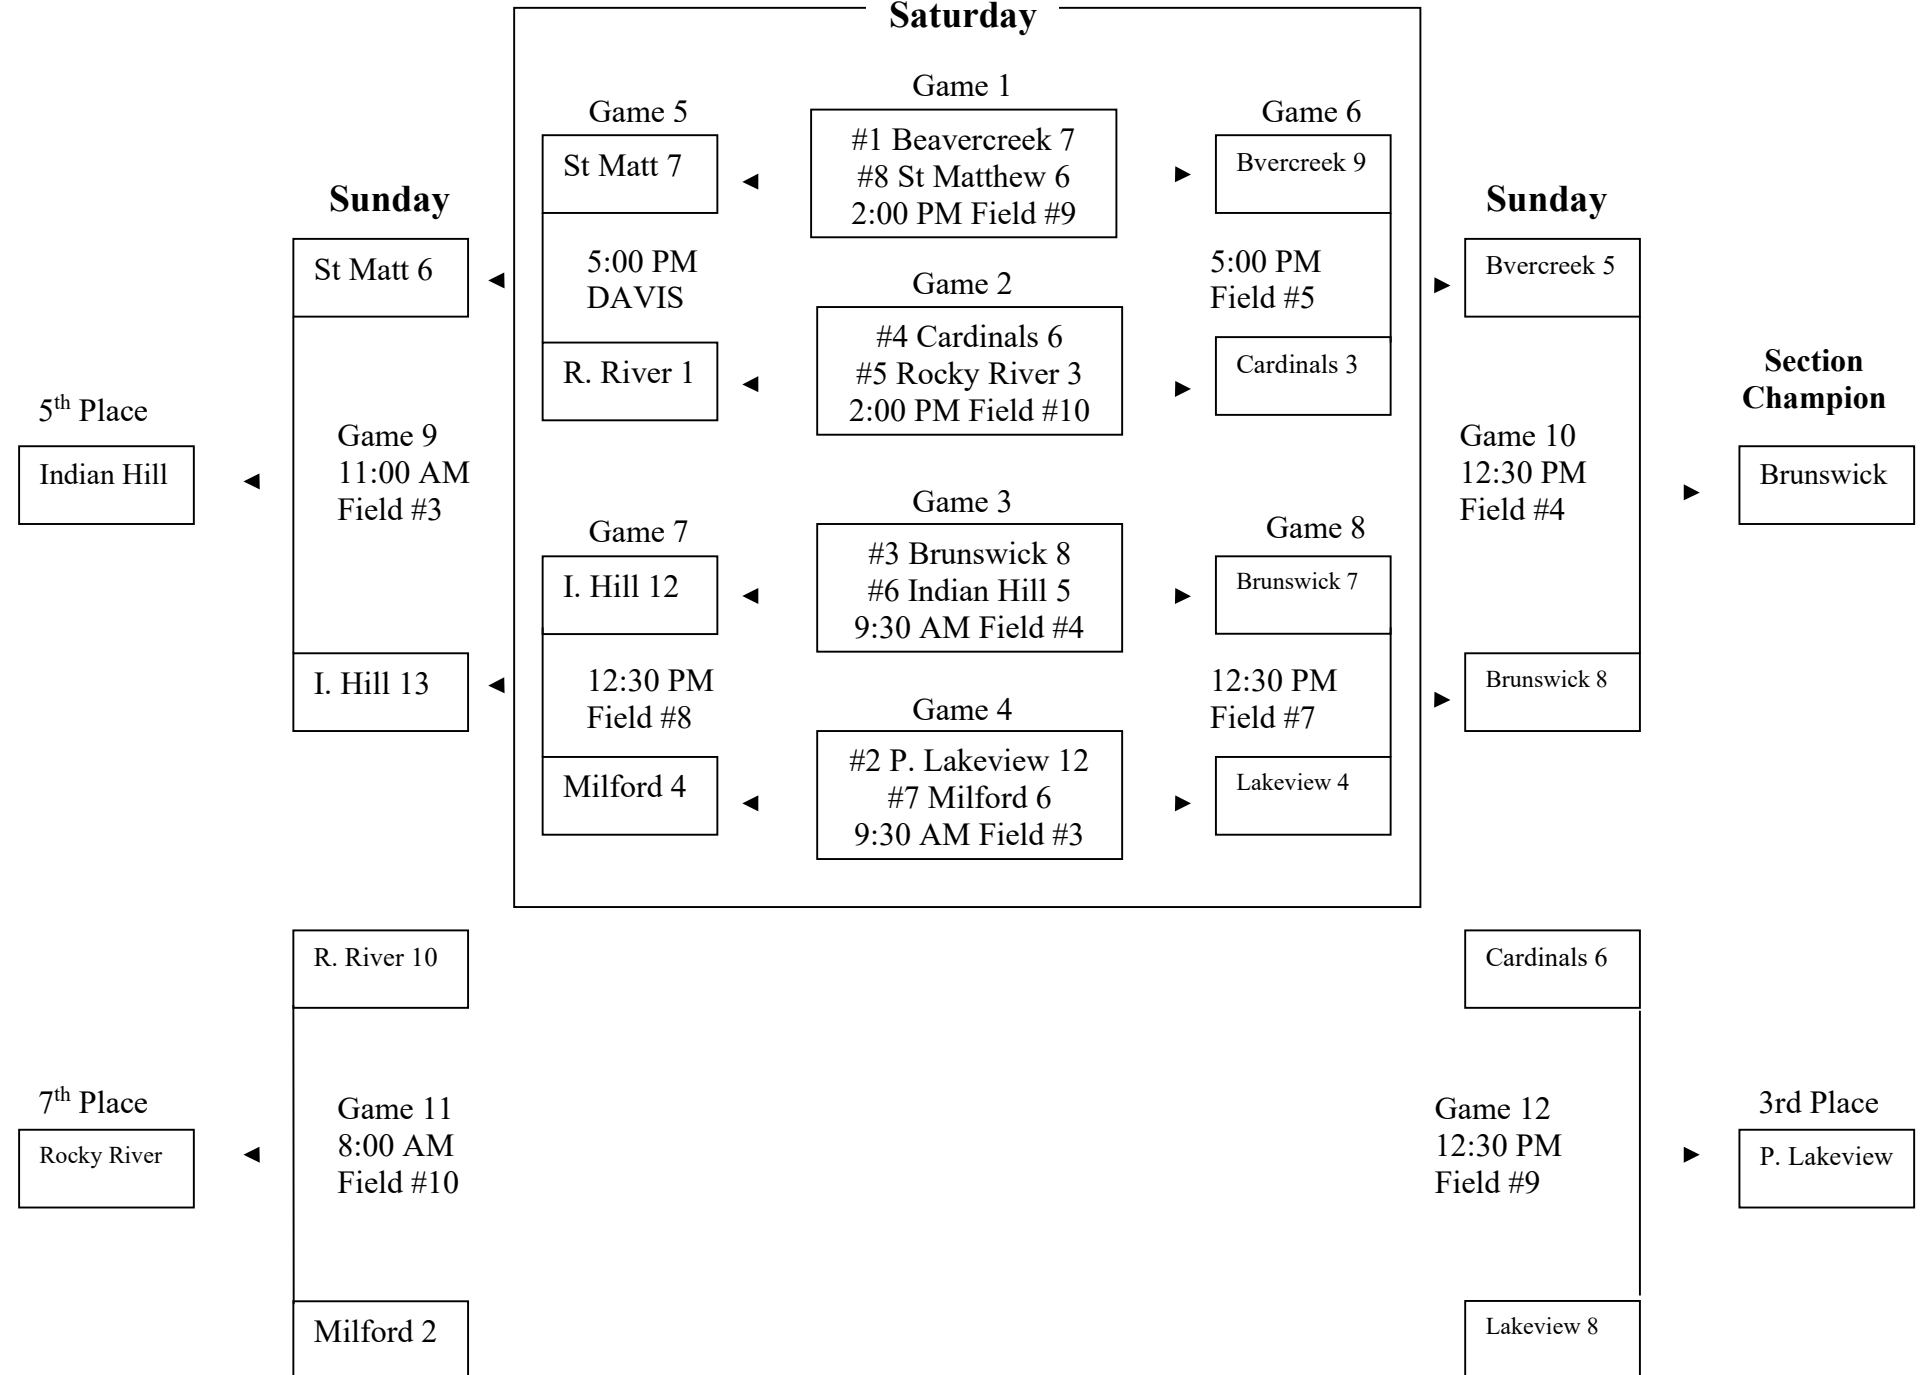 Saturday
Game 1
Game 5
Game 6
#1 Beavercreek 7
#8 St Matthew 6
2:00 PM Field #9
St Matt 7
Bvercreek 9
Sunday
Sunday
St Matt 6
5:00 PM
DAVIS
Game 2
5:00 PM
Field #5
Bvercreek 5
#4 Cardinals 6
#5 Rocky River 3
2:00 PM Field #10
R. River 1
Cardinals 3
Section
Champion
5th Place
Indian Hill
Game 9
11:00 AM
Field #3
Game 10
12:30 PM
Field #4
Brunswick
Game 3
Game 7
Game 8
#3 Brunswick 8
#6 Indian Hill 5
9:30 AM Field #4
I. Hill 12
Brunswick 7
I. Hill 13
12:30 PM
Field #8
Game 4
12:30 PM
Field #7
Brunswick 8
#2 P. Lakeview 12
#7 Milford 6
9:30 AM Field #3
Milford 4
Lakeview 4
R. River 10
Cardinals 6
7th Place
Rocky River
Game 11
8:00 AM
Field #10
Game 12
12:30 PM
Field #9
3rd Place
P. Lakeview
Milford 2
Lakeview 8